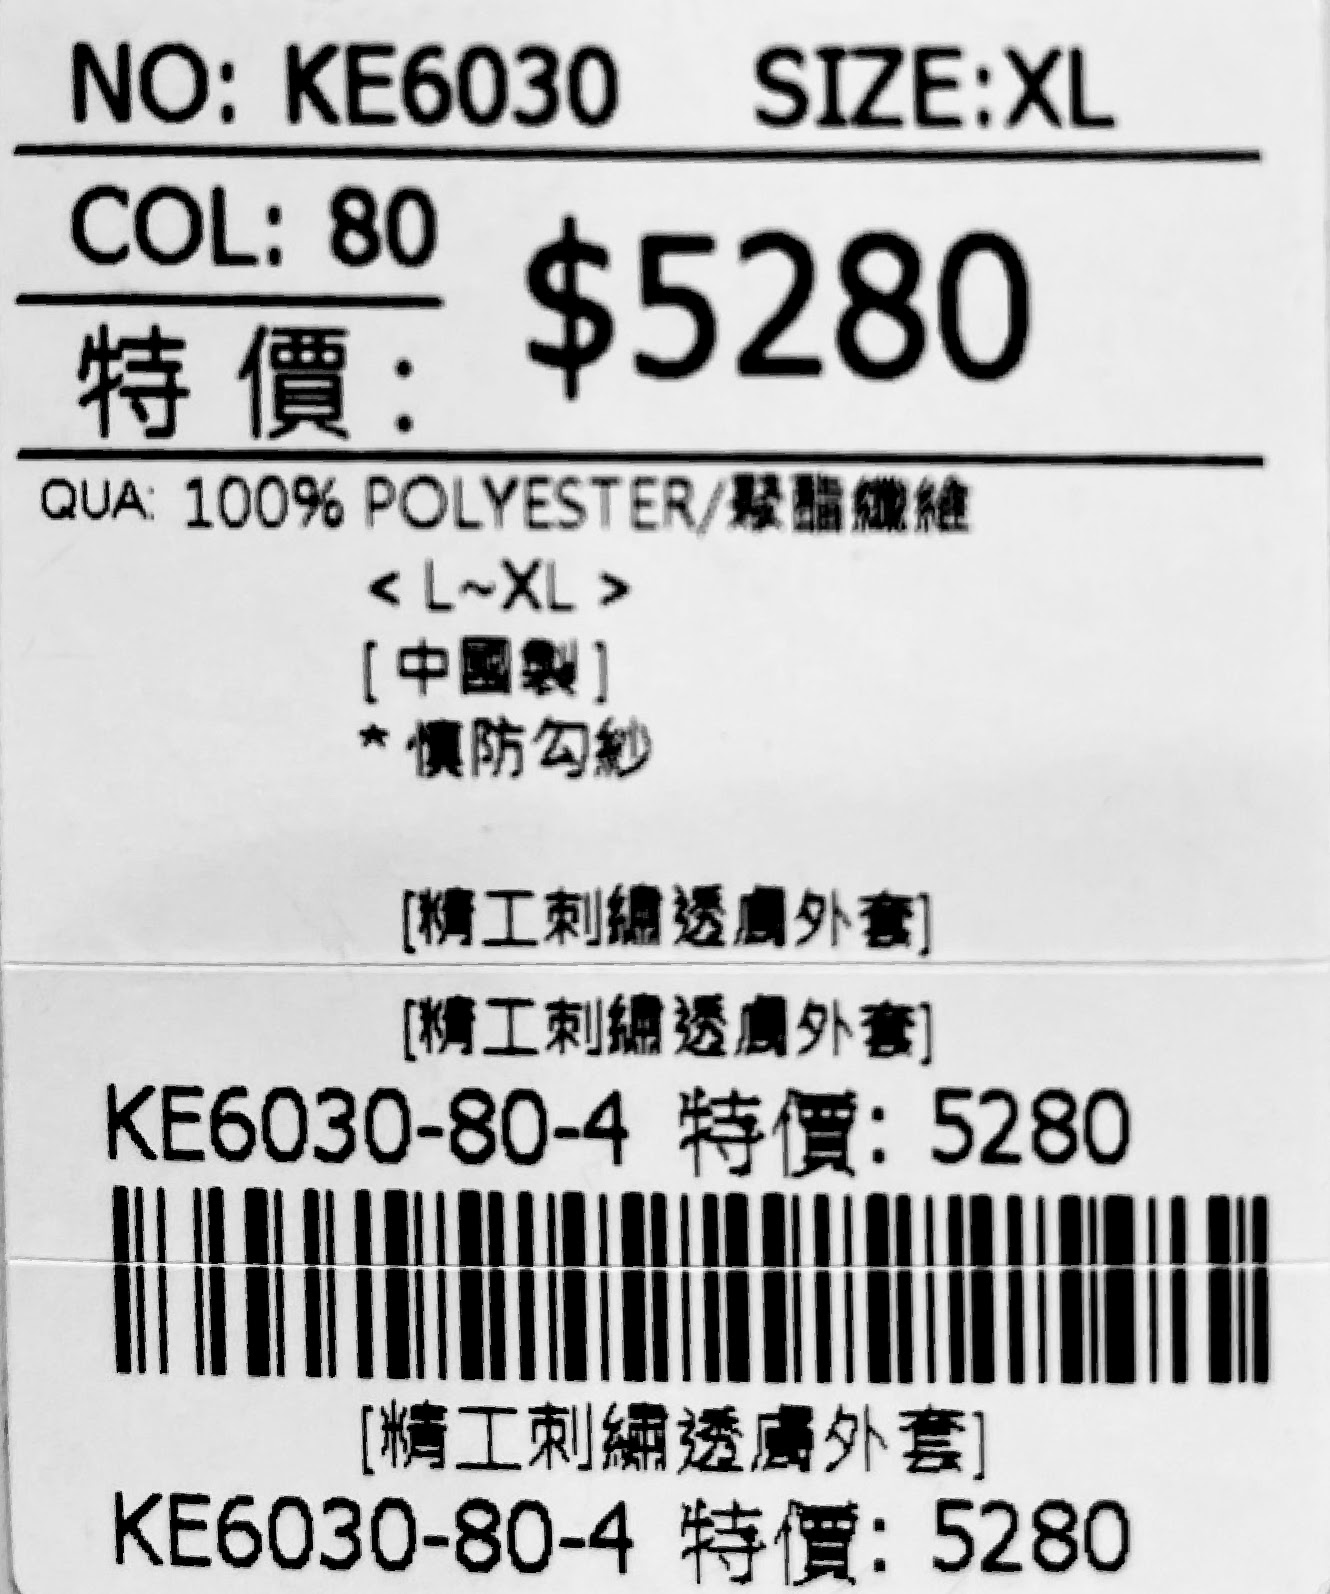 NO: KE6030 SIZE:XL
COL: 80
$5280
特價:
QUA: 100% POLYESTER/聚酯纖維
< L~XL >
[中國製]
*慎防勾紗
[精工刺繡透膚外套]
[精工刺繡透膚外套]
KE6030-80-4 特價: 5280
[精工刺繡透膚外套]
KE6030-80-4 特價: 5280